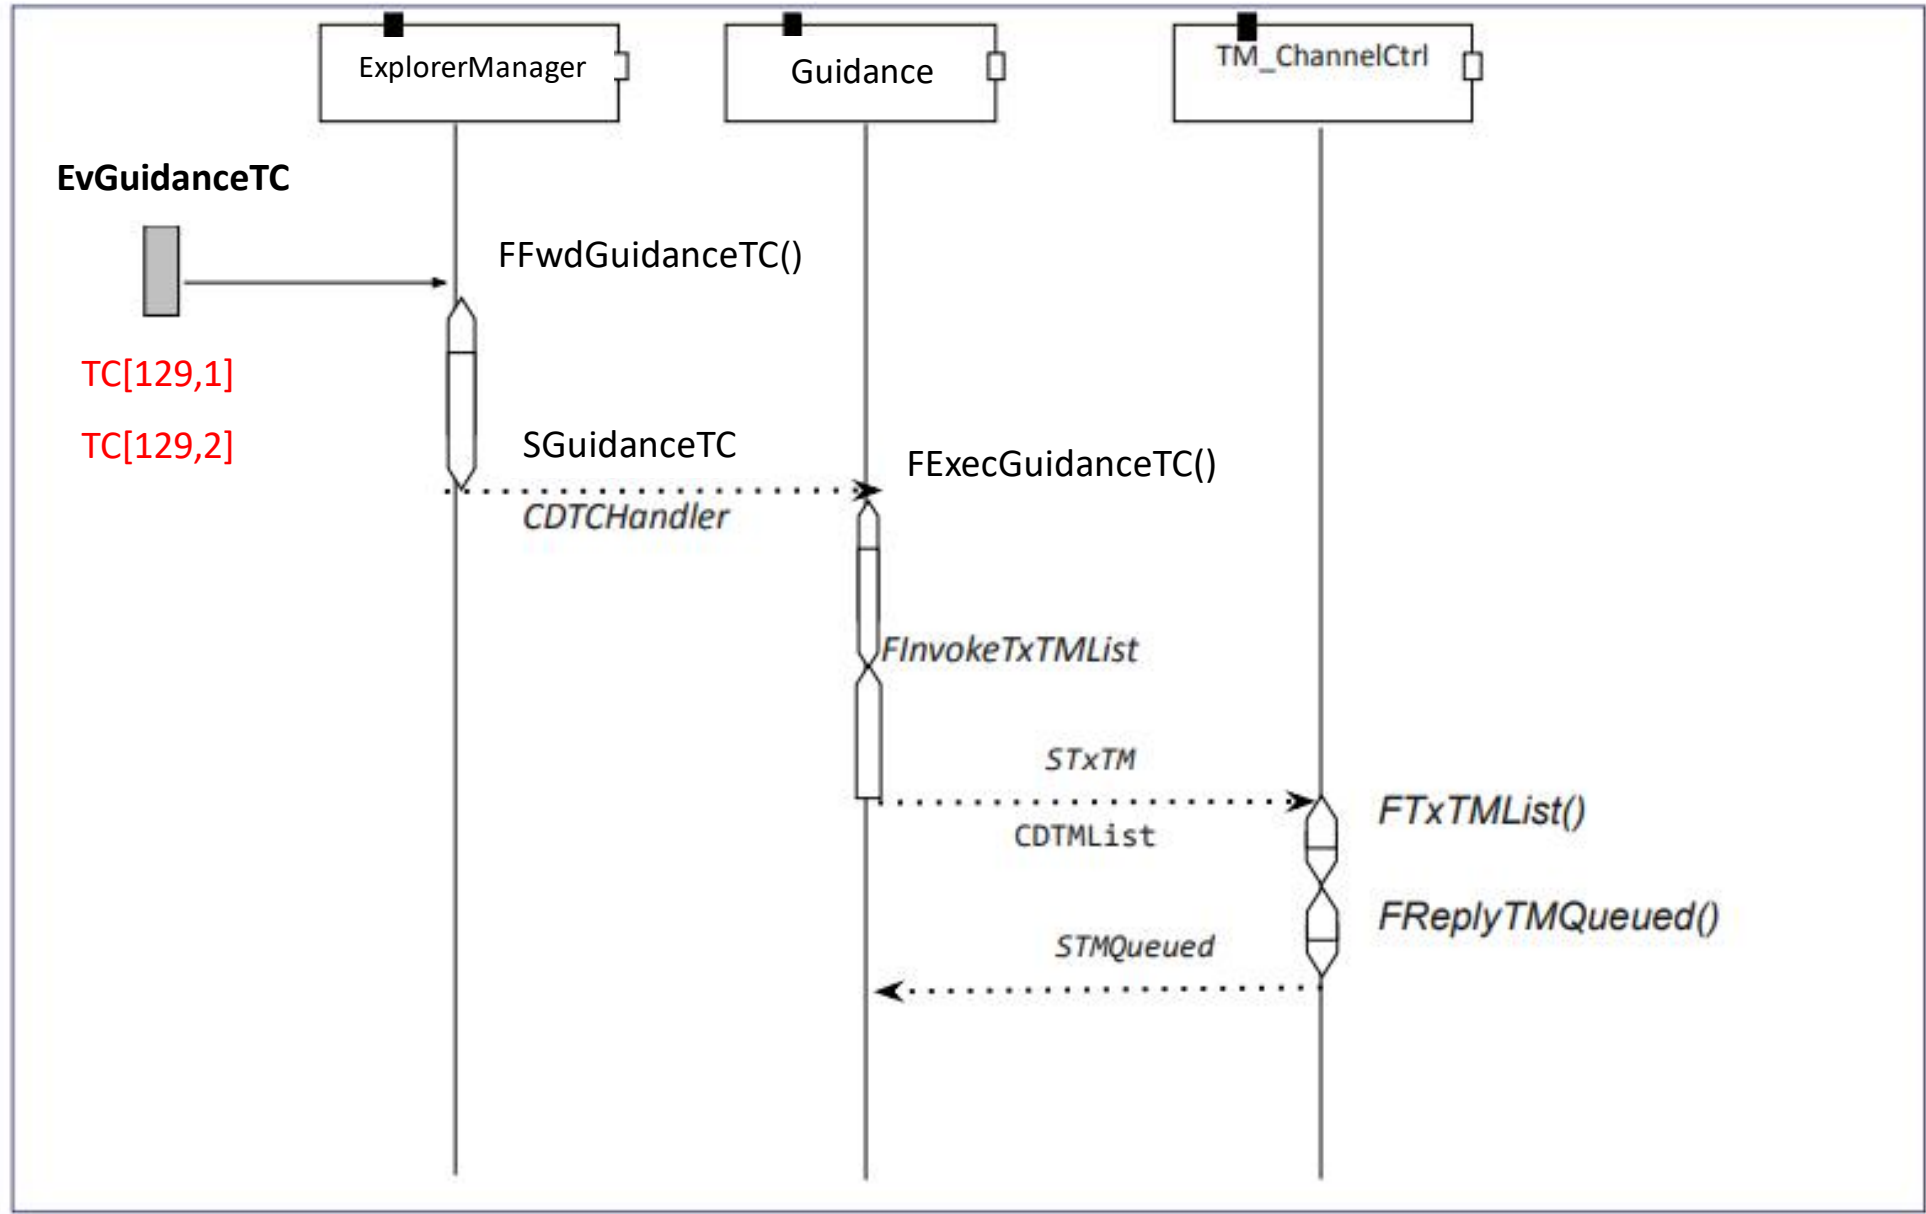 ExplorerManager
Guidance
TM_ChannelCtrl
EvGuidanceTC
FFwdGuidanceTC()
TC[129,1]
TC[129,2]
SGuidanceTC
FExecGuidanceTC()
CDTCHandler
FInvokeTxTMList
STxTM
FTxTMList()
CDTMList
FReplyTMQueued()
STMQueued